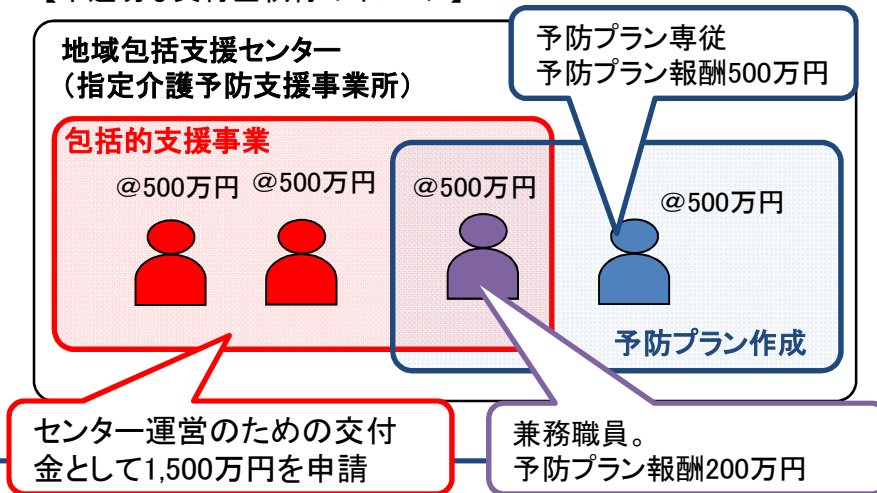 地域包括支援センター
（指定介護予防支援事業所）
予防プラン専従
予防プラン報酬500万円
包括的支援事業
＠500万円
＠500万円
＠500万円
＠500万円
予防プラン作成
センター運営のための交付
金として1,500万円を申請
兼務職員。
予防プラン報酬200万円